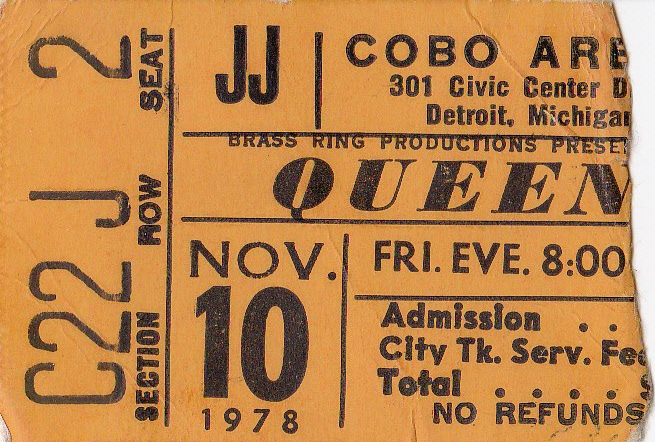 2 SEAT
J ROW
C22 SECTION
JJ
COBO ARE
301 Civic Center D
Detroit, Michigan
BRASS RING PRODUCTIONS PRESE
QUEEN
NOV.
10
1978
FRI. EVE. 8:00
Admission . .
City Tk. Serv. Fee
Total . . . . . $
NO REFUNDS